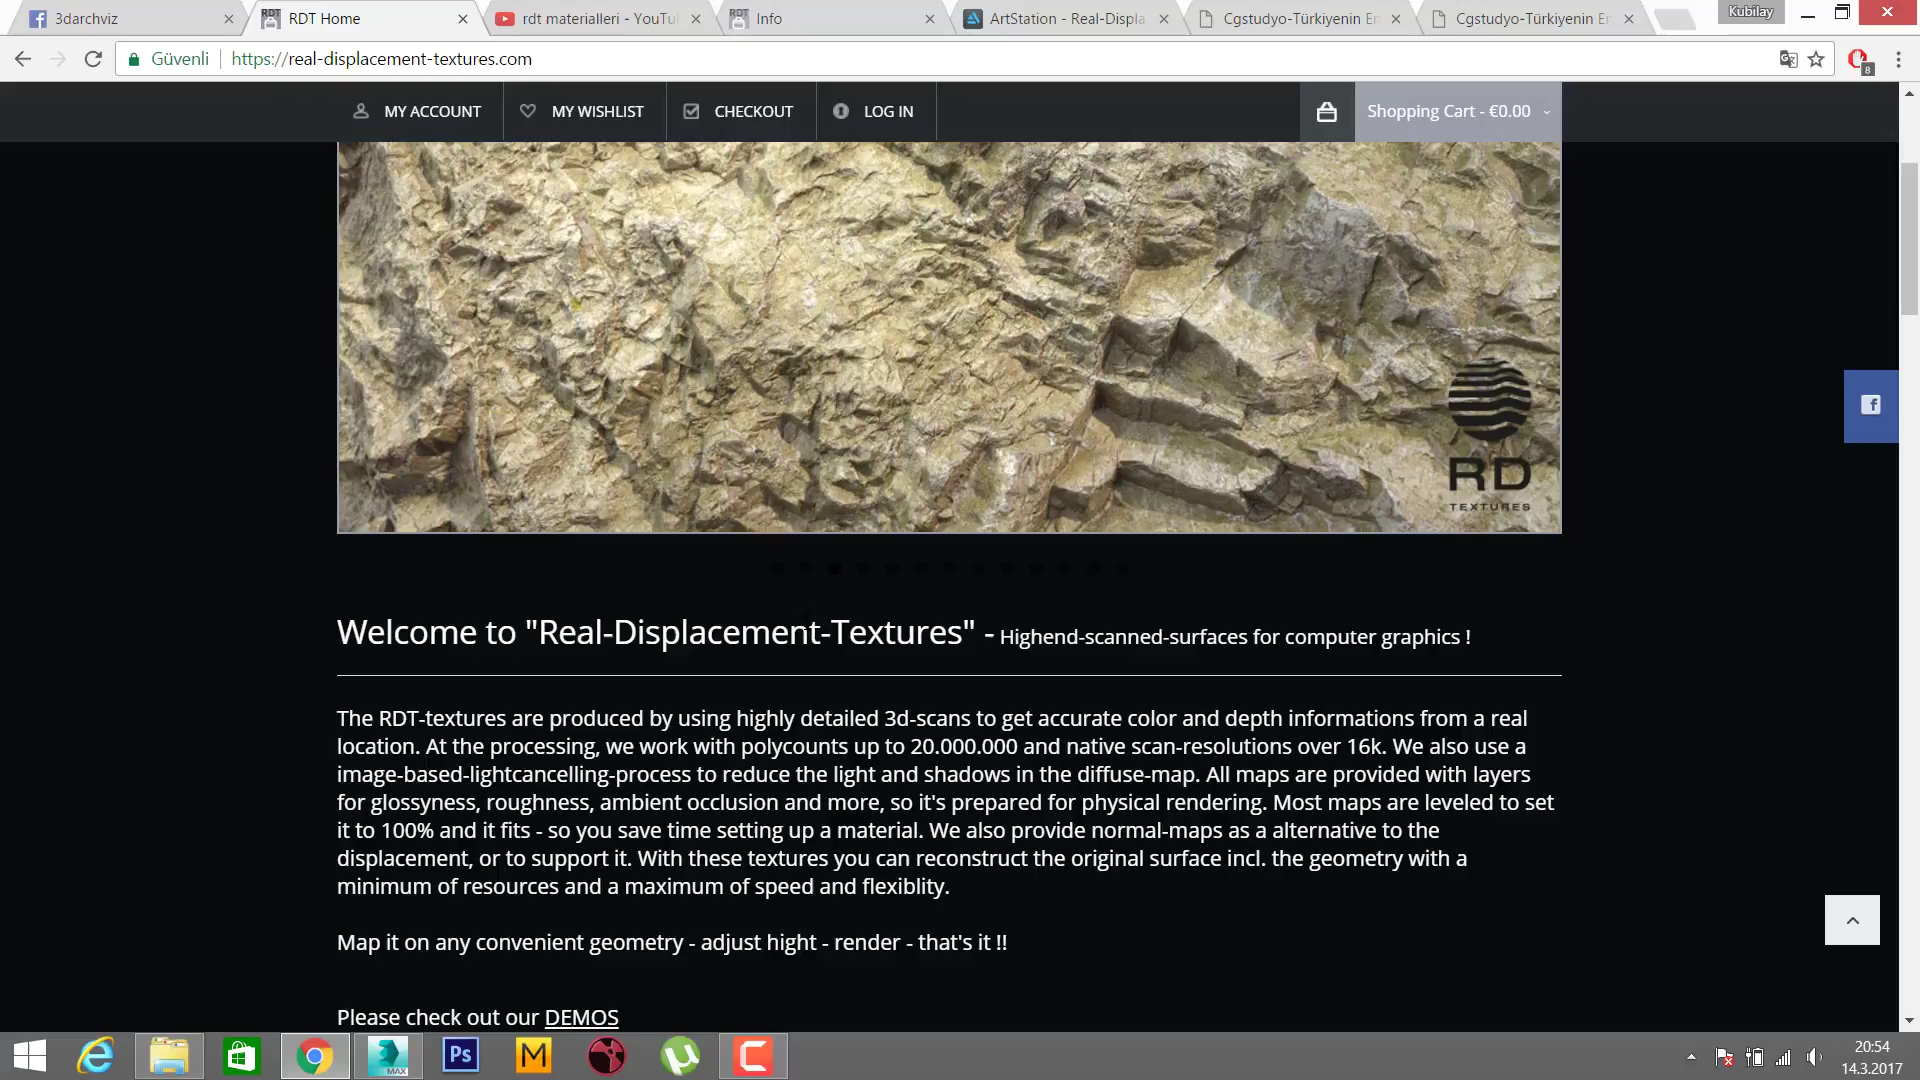 3darchviz
RDT Home
rdt materialleri - YouTu
Info
ArtStation - Real-Displa
Cgstudyo-Türkiyenin En
Cgstudyo-Türkiyenin En
Kubilay
Güvenli
https://real-displacement-textures.com
8
MY ACCOUNT
MY WISHLIST
CHECKOUT
LOG IN
Shopping Cart - €0.00
RD
TEXTURES
Welcome to "Real-Displacement-Textures" - Highend-scanned-surfaces for computer graphics !
The RDT-textures are produced by using highly detailed 3d-scans to get accurate color and depth informations from a real
location. At the processing, we work with polycounts up to 20.000.000 and native scan-resolutions over 16k. We also use a
image-based-lightcancelling-process to reduce the light and shadows in the diffuse-map. All maps are provided with layers
for glossyness, roughness, ambient occlusion and more, so it's prepared for physical rendering. Most maps are leveled to set
it to 100% and it fits - so you save time setting up a material. We also provide normal-maps as a alternative to the
displacement, or to support it. With these textures you can reconstruct the original surface incl. the geometry with a
minimum of resources and a maximum of speed and flexiblity.
Map it on any convenient geometry - adjust hight - render - that's it !!
Please check out our DEMOS
MAX
Ps
M
20:54
14.3.2017